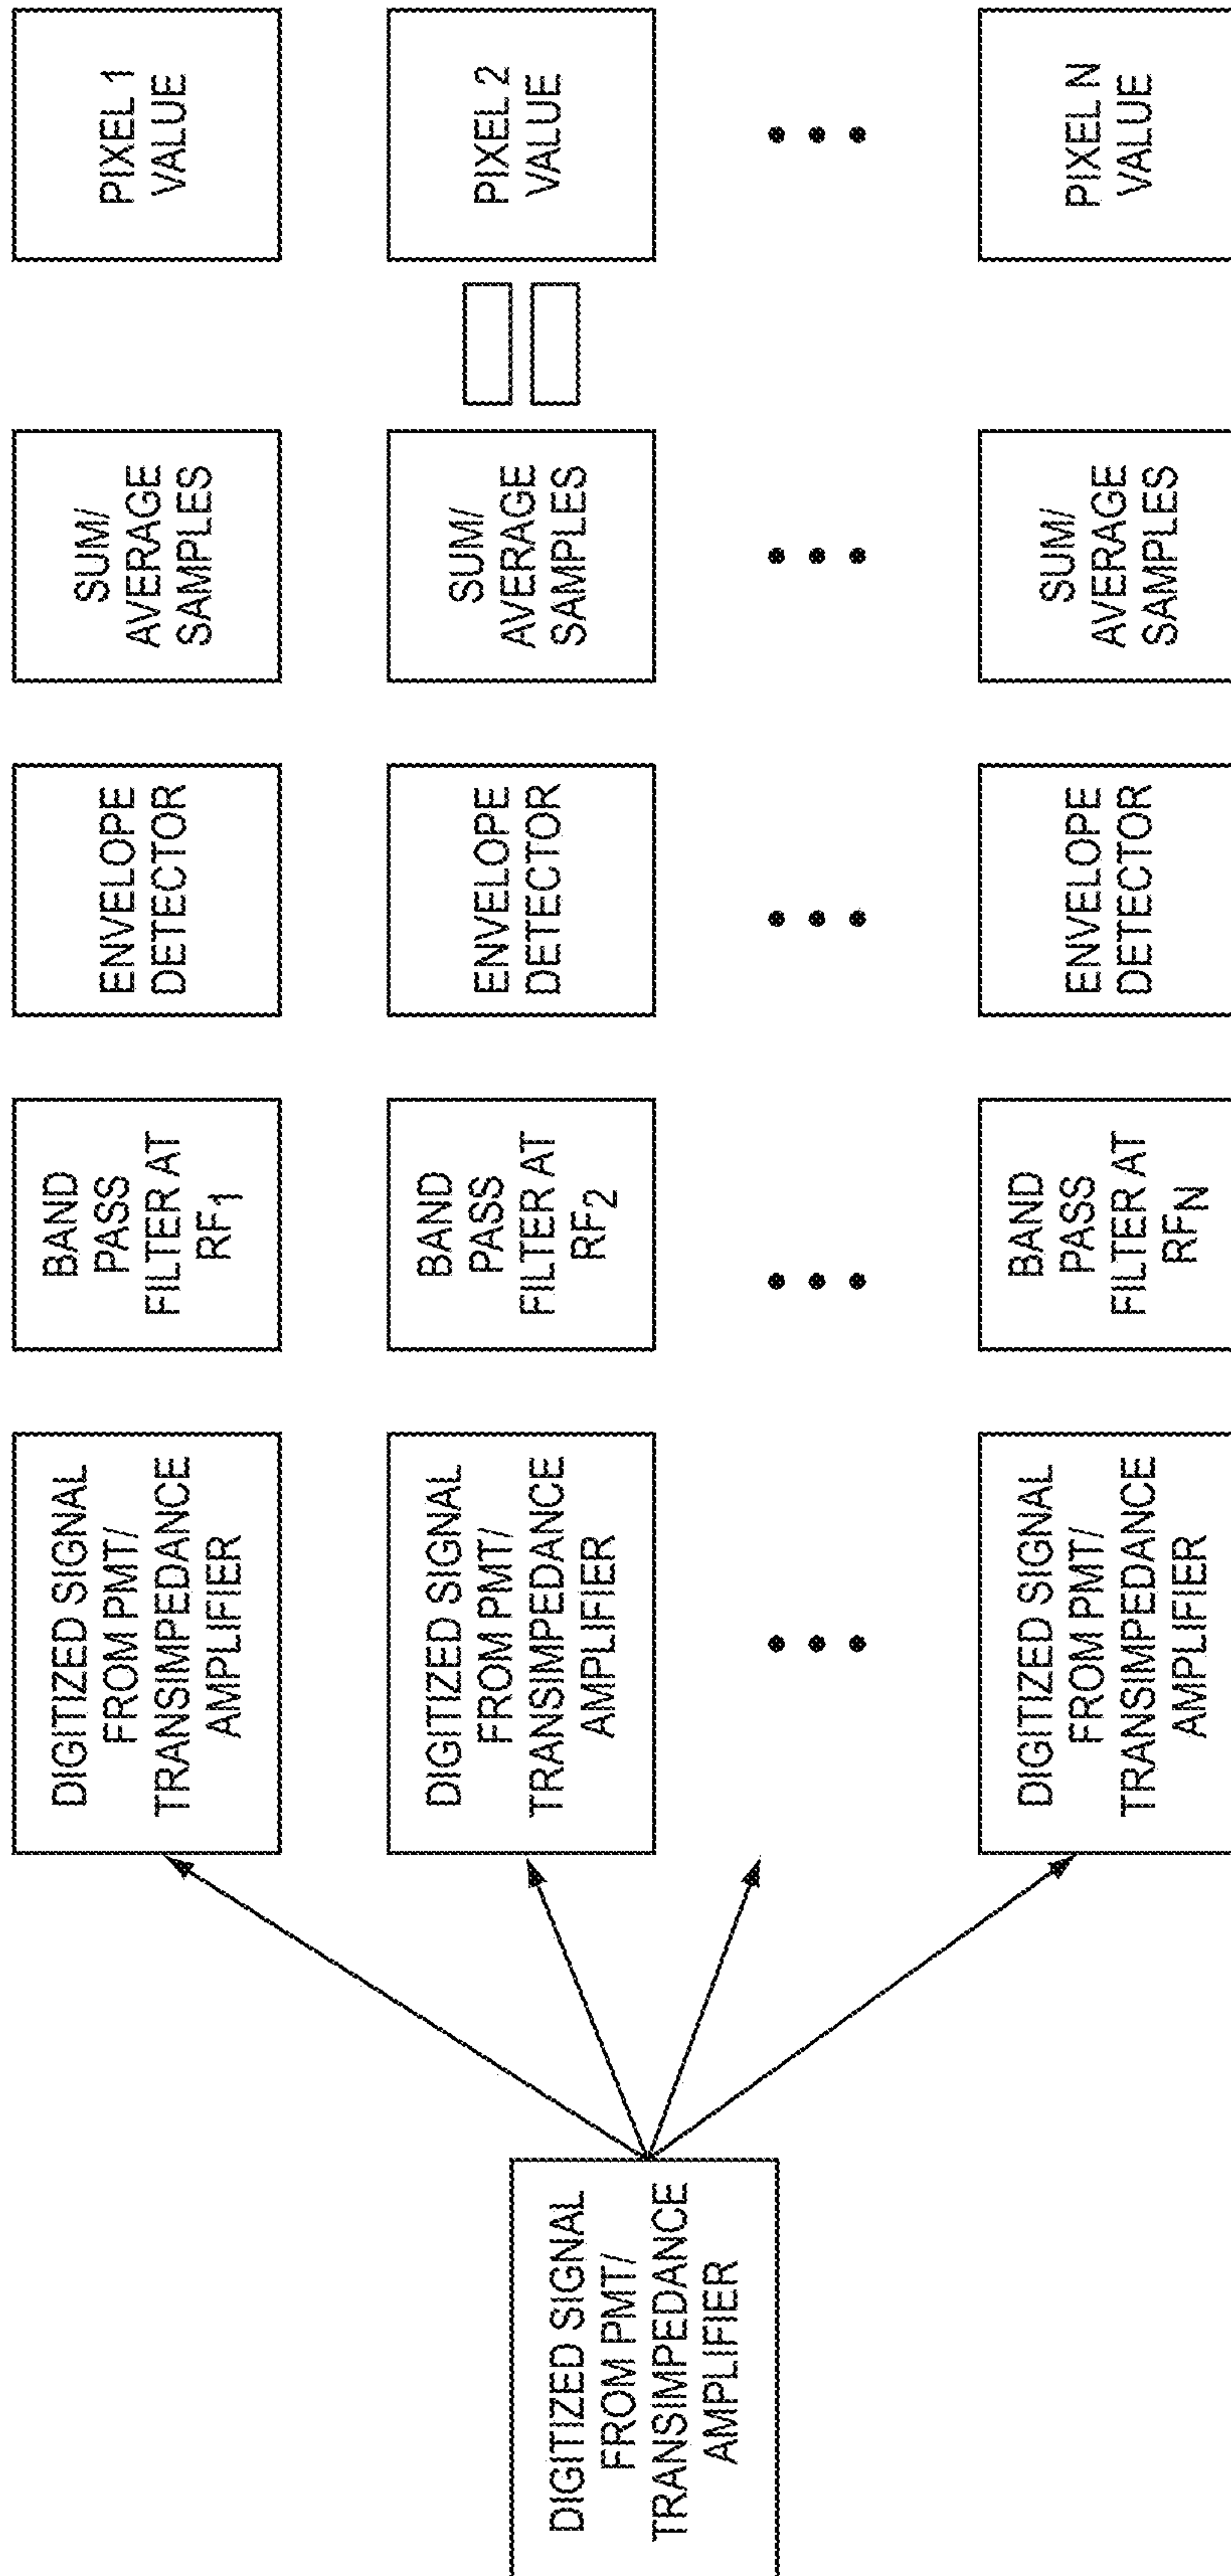 DIGITIZED SIGNAL
FROM PMT/
TRANSIMPEDANCE
AMPLIFIER
DIGITIZED SIGNAL
FROM PMT/
TRANSIMPEDANCE
AMPLIFIER
BAND
PASS
FILTER AT
RF1
ENVELOPE
DETECTOR
SUM/
AVERAGE
SAMPLES
PIXEL 1
VALUE
DIGITIZED SIGNAL
FROM PMT/
TRANSIMPEDANCE
AMPLIFIER
BAND
PASS
FILTER AT
RF2
ENVELOPE
DETECTOR
SUM/
AVERAGE
SAMPLES
PIXEL 2
VALUE
DIGITIZED SIGNAL
FROM PMT/
TRANSIMPEDANCE
AMPLIFIER
BAND
PASS
FILTER AT
RFN
ENVELOPE
DETECTOR
SUM/
AVERAGE
SAMPLES
PIXEL N
VALUE